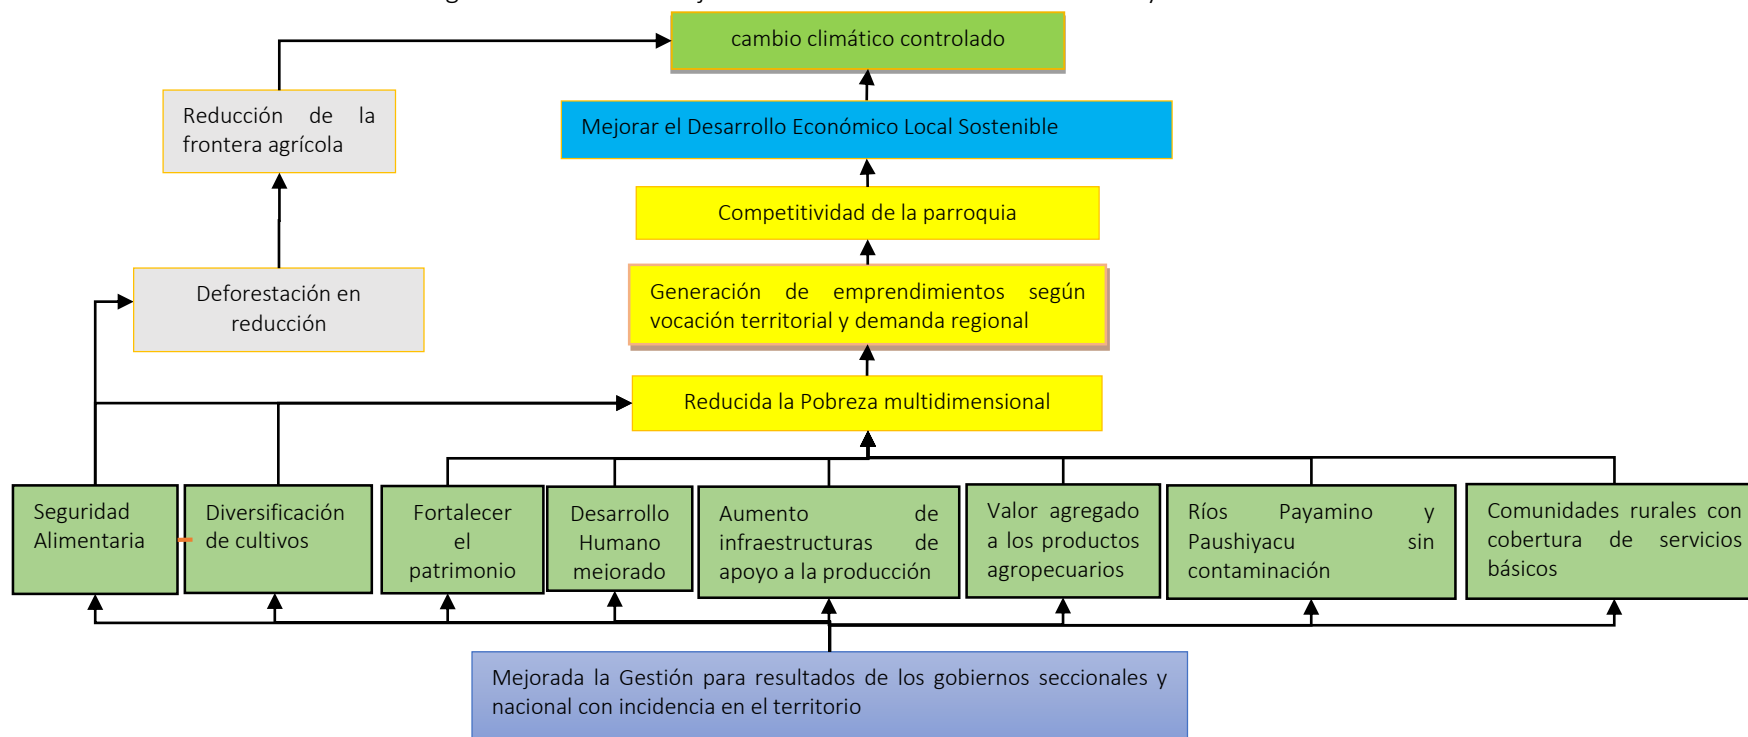 cambio climático controlado
Reducción de la
frontera agrícola
Mejorar el Desarrollo Económico Local Sostenible
Competitividad de la parroquia
Deforestación en
reducción
Generación de emprendimientos según
vocación territorial y demanda regional
Reducida la Pobreza multidimensional
Seguridad
Alimentaria
Diversificación
de cultivos
Fortalecer
el
patrimonio
Desarrollo
Humano
mejorado
Aumento de
infraestructuras de
apoyo a la producción
Valor agregado
a los productos
agropecuarios
Ríos Payamino y
Paushiyacu sin
contaminación
Comunidades rurales con
cobertura de servicios
básicos
Mejorada la Gestión para resultados de los gobiernos seccionales y
nacional con incidencia en el territorio